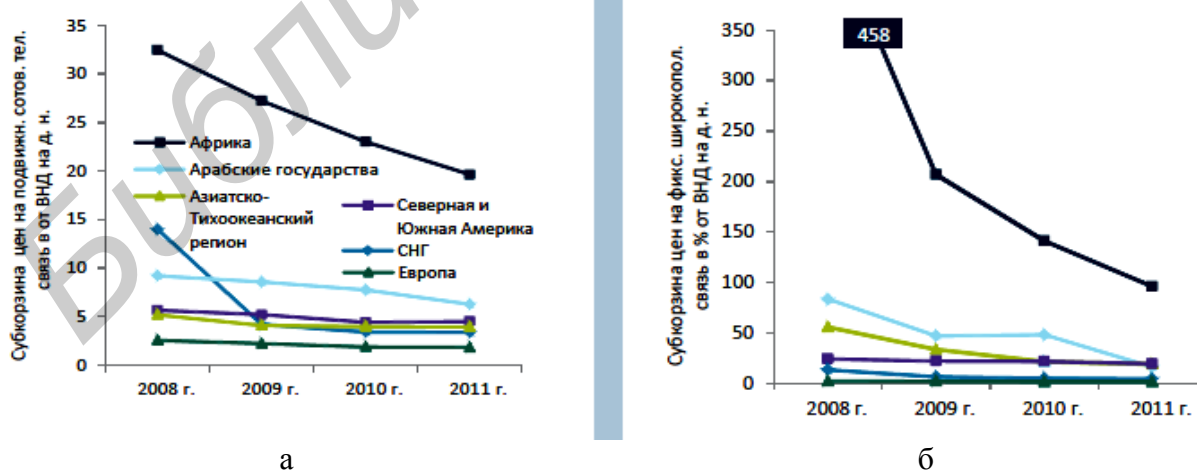 Субкорзина цен на подвижн. сотов. тел.
связь в от ВНД на д. н.
35
30
25
20
15
10
5
0
Африка
Арабские государства
Азиатско-
Тихоокеанский
регион
Северная и
Южная Америка
СНГ
Европа
2008 г.
2009 г.
2010 г.
2011 г.
а
Субкорзина цен на фикс. широкопол.
связь в % от ВНД на д. н.
458
350
300
250
200
150
100
50
0
2008 г.
2009 г.
2010 г.
2011 г.
б
Библи